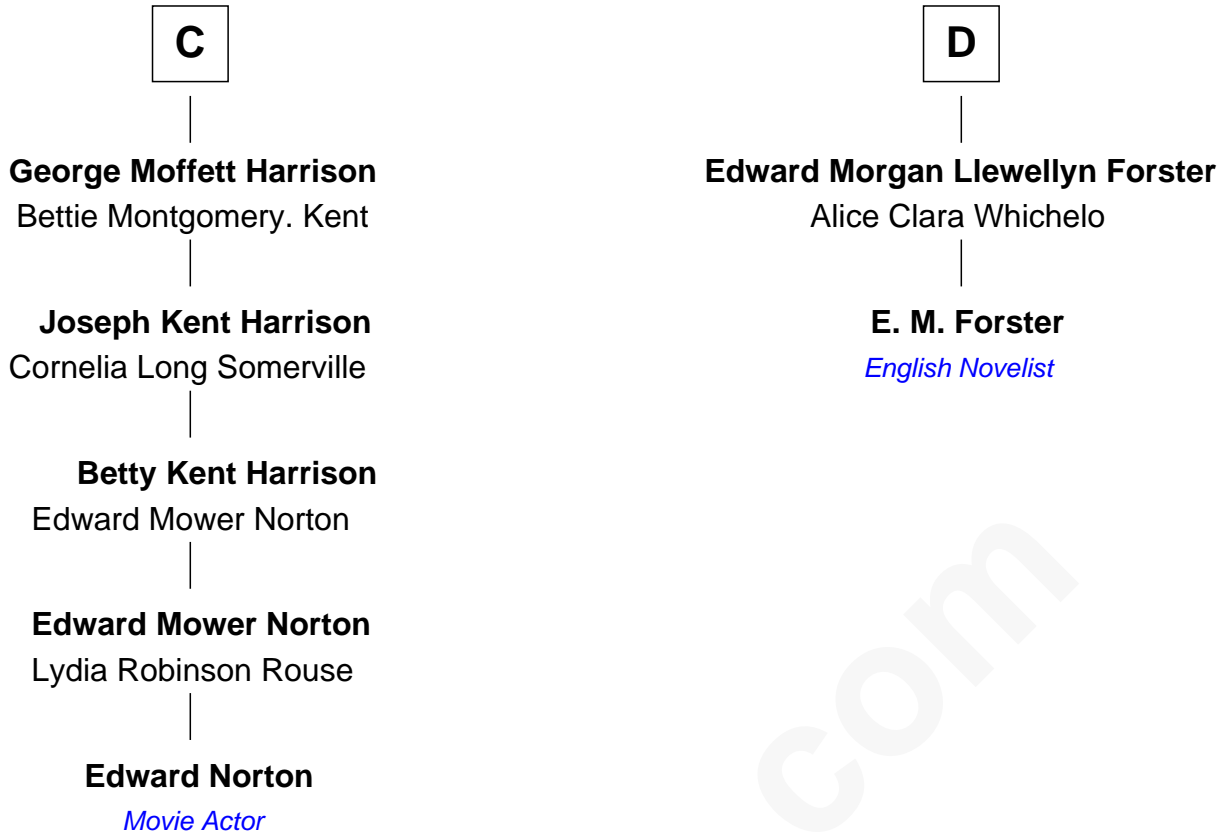 C
George Moffett Harrison
Bettie Montgomery. Kent
Joseph Kent Harrison
Cornelia Long Somerville
Betty Kent Harrison
Edward Mower Norton
Edward Mower Norton
Lydia Robinson Rouse
Edward Norton
Movie Actor
D
Edward Morgan Llewellyn Forster
Alice Clara Whichelo
E. M. Forster
English Novelist
com